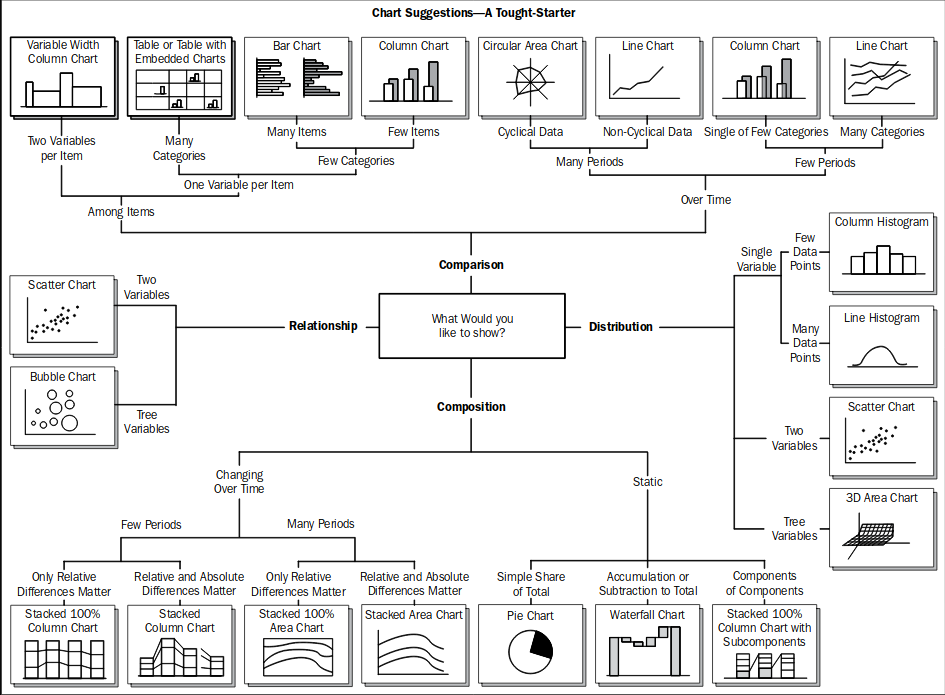 Chart Suggestions—A Tought-Starter
Variable Width
Column Chart
Table or Table with
Embedded Charts
Bar Chart
Column Chart
Circular Area Chart
Line Chart
Column Chart
Line Chart
Two Variables
per Item
Many
Categories
Many Items
Few Items
Cyclical Data
Non-Cyclical Data
Single of Few Categories
Many Categories
Few Categories
Many Periods
Few Periods
One Variable per Item
Among Items
Over Time
Comparison
Column Histogram
Single
Variable
Few
Data
Points
Many
Data
Points
Line Histogram
Scatter Chart
Two
Variables
Relationship
What Would you
like to show?
Distribution
Bubble Chart
Tree
Variables
Composition
Two
Variables
Scatter Chart
Tree
Variables
3D Area Chart
Changing
Over Time
Static
Few Periods
Many Periods
Only Relative
Differences Matter
Relative and Absolute
Differences Matter
Only Relative
Differences Matter
Relative and Absolute
Differences Matter
Simple Share
of Total
Accumulation or
Subtraction to Total
Components
of Components
Stacked 100%
Column Chart
Stacked
Column Chart
Stacked 100%
Area Chart
Stacked Area Chart
Pie Chart
Waterfall Chart
Stacked 100%
Column Chart with
Subcomponents